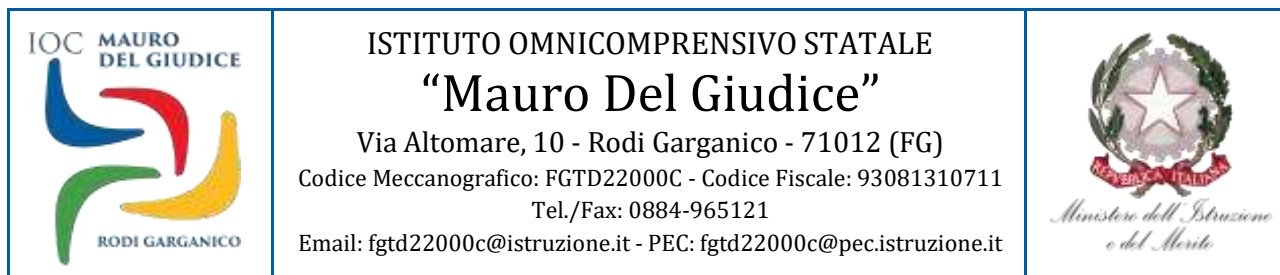 IOC MAURO
DEL GIUDICE
RODI GARGANICO
ISTITUTO OMNICOMPRENSIVO STATALE
“Mauro Del Giudice”
Via Altomare, 10 - Rodi Garganico - 71012 (FG)
Codice Meccanografico: FGTD22000C - Codice Fiscale: 93081310711
Tel./Fax: 0884-965121
Email: fgtd22000c@istruzione.it - PEC: fgtd22000c@pec.istruzione.it
REPVBBLICA ITALIANA
Ministero dell'Istruzione
e del Merito